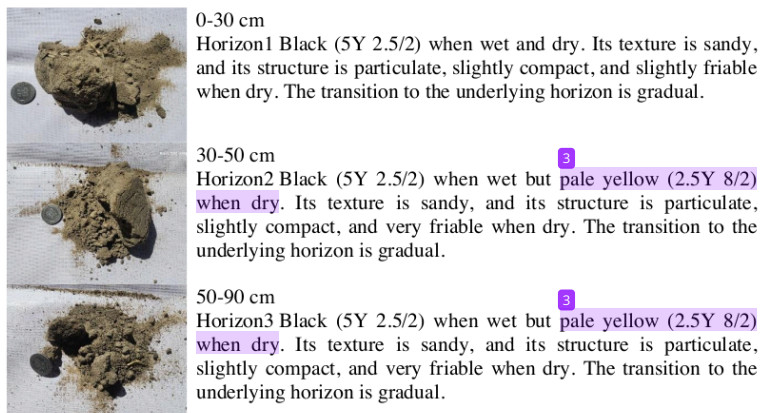 0-30 cm
Horizon1 Black (5Y 2.5/2) when wet and dry. Its texture is sandy,
and its structure is particulate, slightly compact, and slightly friable
when dry. The transition to the underlying horizon is gradual.
30-50 cm
3
Horizon2 Black (5Y 2.5/2) when wet but pale yellow (2.5Y 8/2)
when dry. Its texture is sandy, and its structure is particulate,
slightly compact, and very friable when dry. The transition to the
underlying horizon is gradual.
50-90 cm
3
Horizon3 Black (5Y 2.5/2) when wet but pale yellow (2.5Y 8/2)
when dry. Its texture is sandy, and its structure is particulate,
slightly compact, and very friable when dry. The transition to the
underlying horizon is gradual.